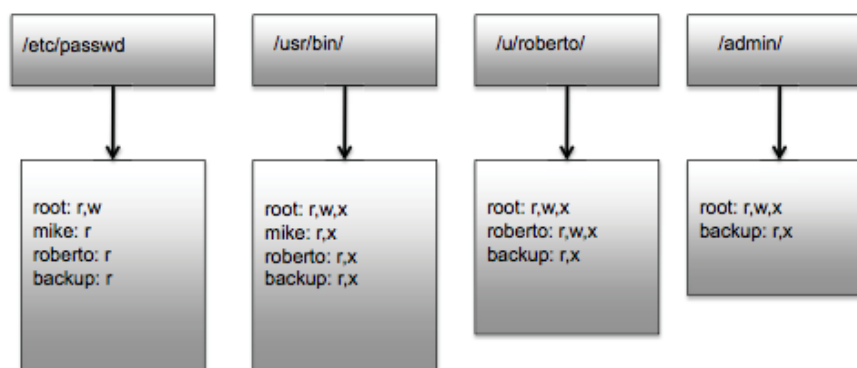 /etc/passwd
/usr/bin/
/u/roberto/
/admin/
root: r,w
mike: r
roberto: r
backup: r
root: r,w,x
mike: r,x
roberto: r,x
backup: r,x
root: r,w,x
roberto: r,w,x
backup: r,x
root: r,w,x
backup: r,x